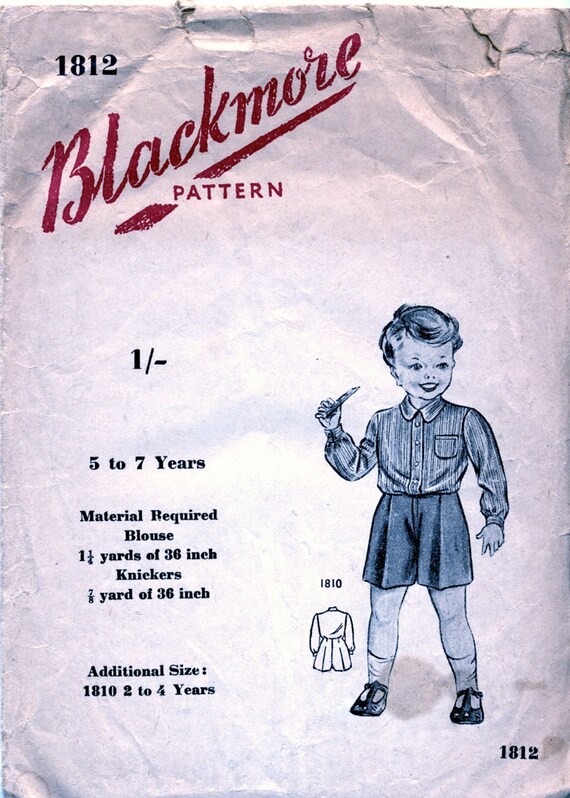 1812
Blackmore
PATTERN
1/-
5 to 7 Years
Material Required
Blouse
1¼ yards of 36 inch
Knickers
⅞ yard of 36 inch
1810
Additional Size:
1810 2 to 4 Years
1812